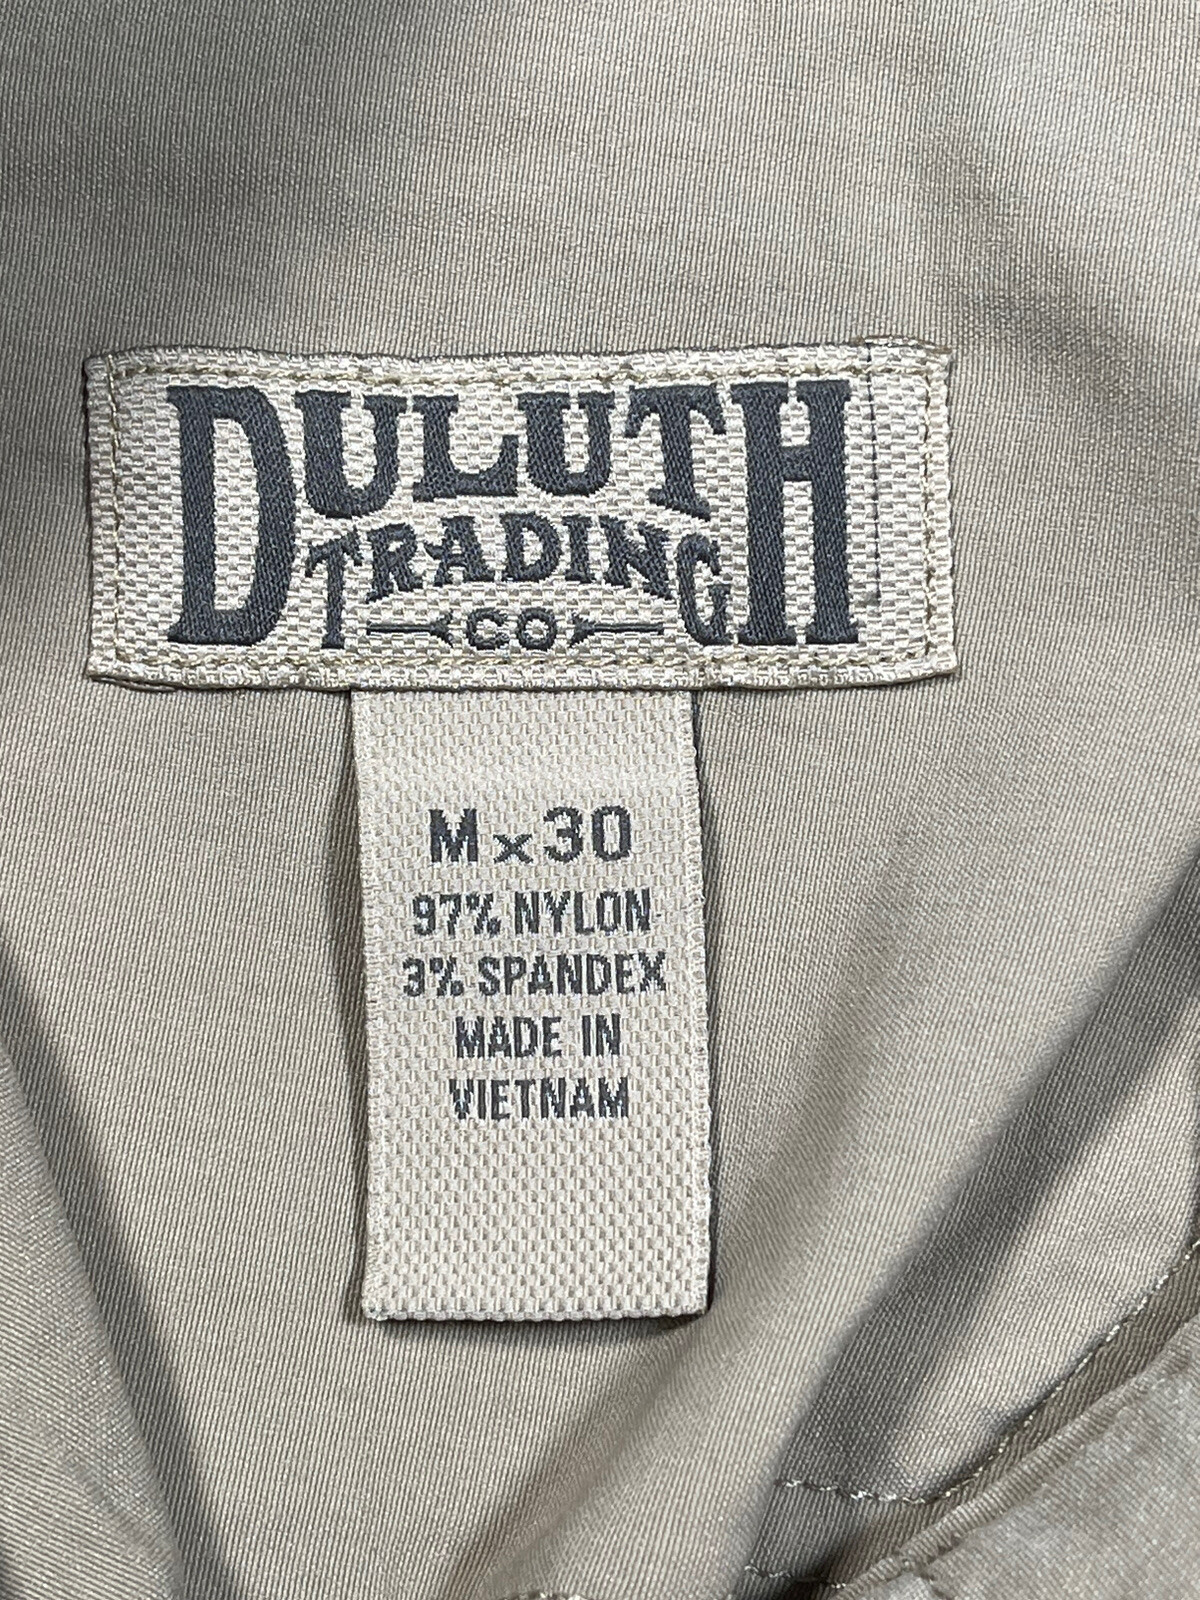 DULUTH
TRADING
CO
M x 30
97% NYLON
3% SPANDEX
MADE IN
VIETNAM